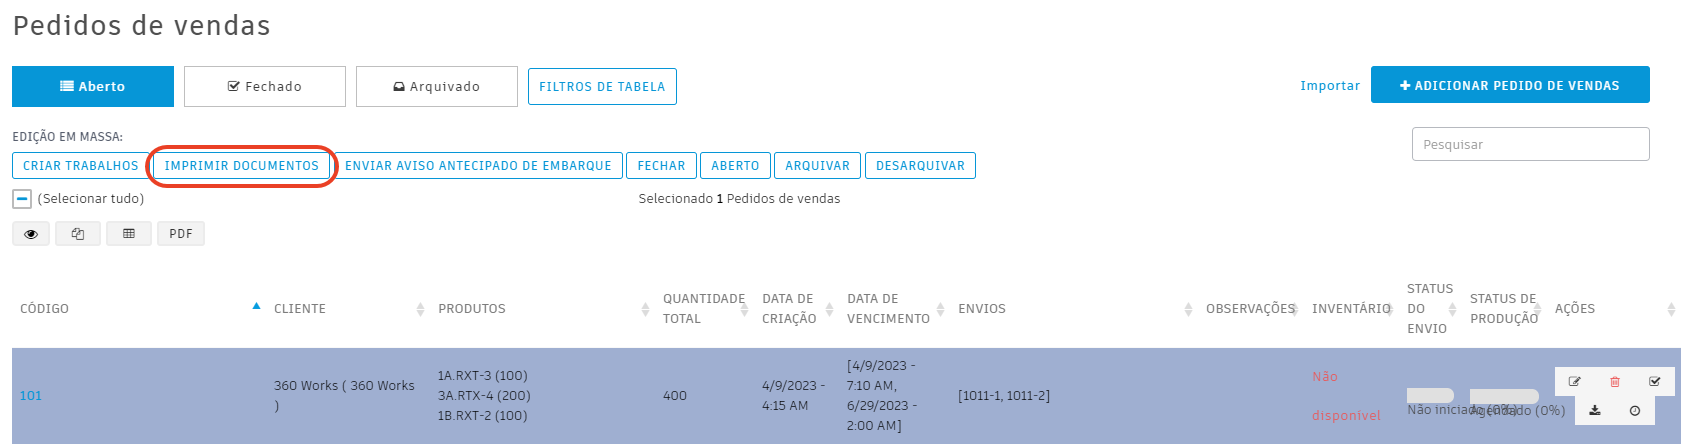 Pedidos de vendas
Aberto
Fechado
Arquivado
FILTROS DE TABELA
Importar
ADICIONAR PEDIDO DE VENDAS
EDIÇÃO EM MASSA:
Pesquisar
CRIAR TRABALHOS
IMPRIMIR DOCUMENTOS
ENVIAR AVISO ANTECIPADO DE EMBARQUE
FECHAR
ABERTO
ARQUIVAR
DESARQUIVAR
(Selecionar tudo)
Selecionado 1 Pedidos de vendas
PDF
CÓDIGO
CLIENTE
PRODUTOS
QUANTIDADE
TOTAL
DATA DE
CRIAÇÃO
DATA DE
VENCIMENTO
ENVIOS
OBSERVAÇÕES
INVENTÁRIO
STATUS
DO
ENVIO
STATUS DE
PRODUÇÃO
AÇÕES
101
360 Works ( 360 Works
)
1A.RXT-3 (100)
3A.RTX-4 (200)
1B.RXT-2 (100)
400
4/9/2023 -
4:15 AM
[4/9/2023 -
7:10 AM,
6/29/2023 -
2:00 AM]
[1011-1, 1011-2]
Não
disponível
Não iniciado (0%)
Agendado (0%)